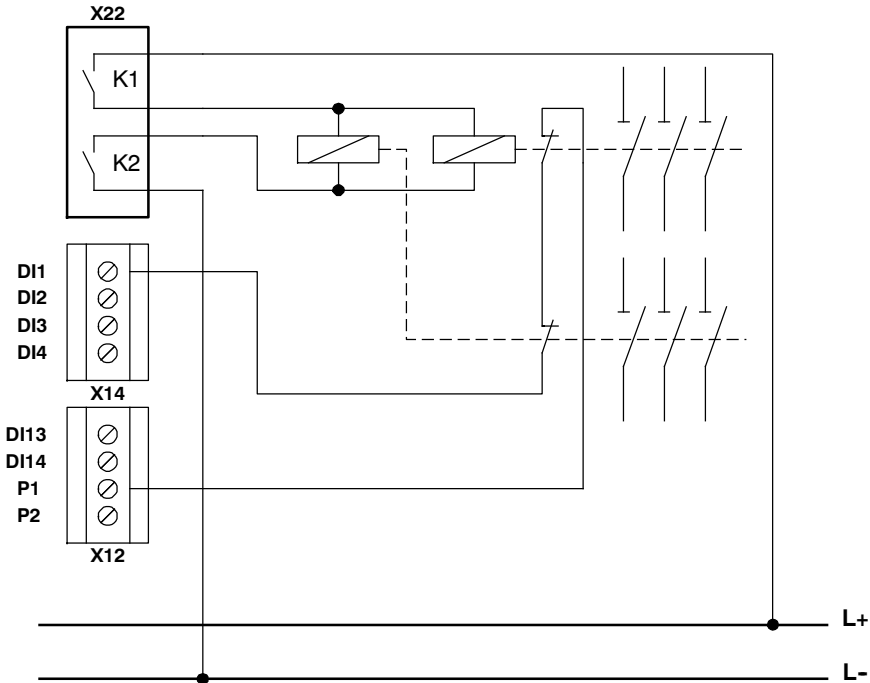 X22
K1
K2
DI1
DI2
DI3
DI4
X14
DI13
DI14
P1
P2
X12
L+
L-